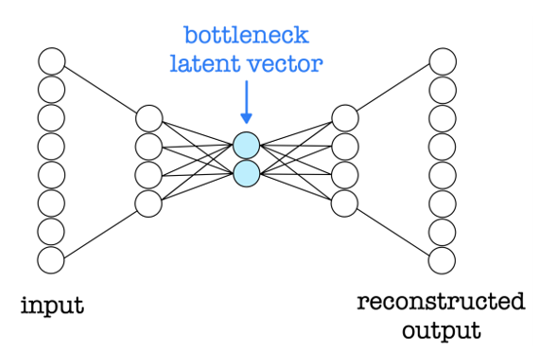 bottleneck
latent vector
input
reconstructed
output